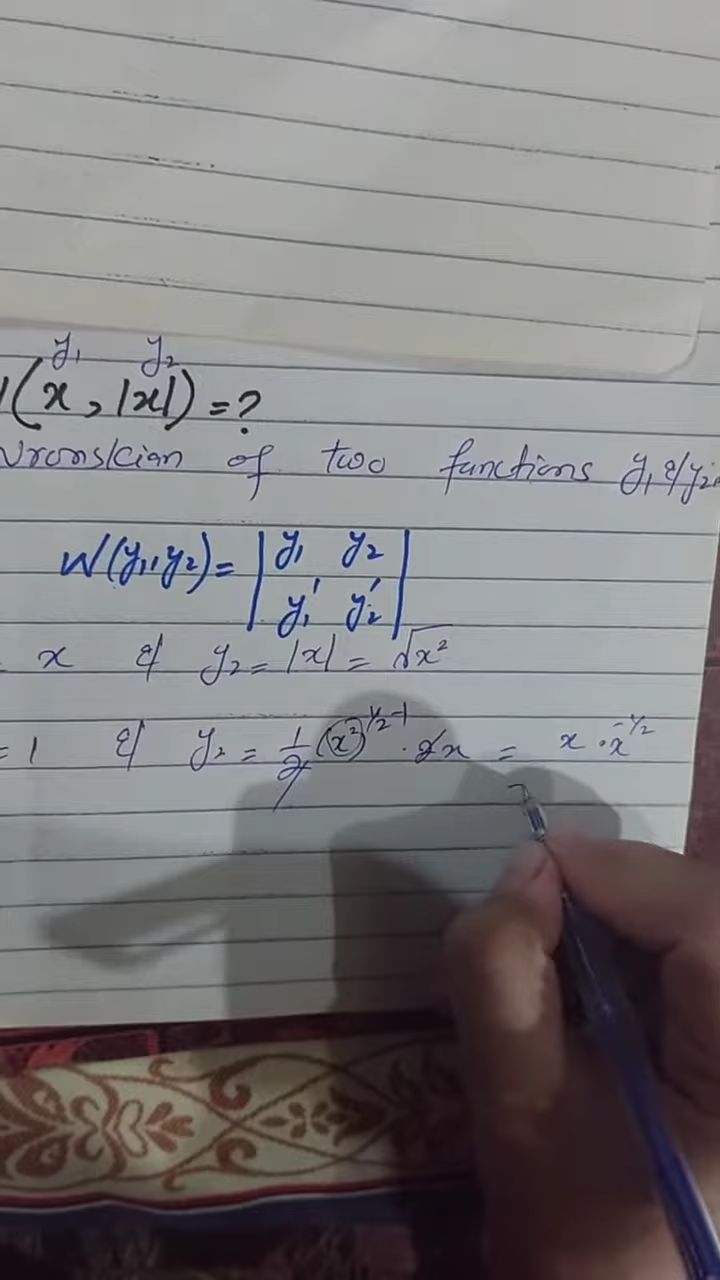 y₁ y₂
(x, |x|) = ?
of two functions y₁ & y₂
W(y₁, y₂) = | y₁ y₂ |
| y₁' y₂' |
x & y₂ = |x| = √x²
= 1 & y₂ = 1/2 (x²)^(1/2-1) · 2x = x · x^(-1/2)